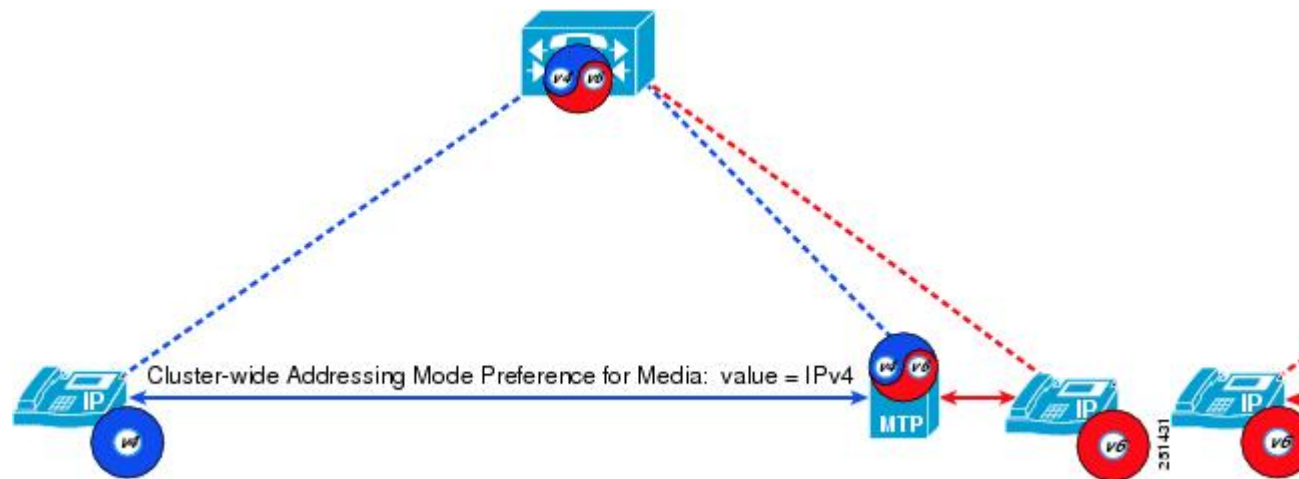 v4 v6
Cluster-wide Addressing Mode Preference for Media: value = IPv4
v4 v6
IP
MTP
IP
IP
v4
v6
v6
251431